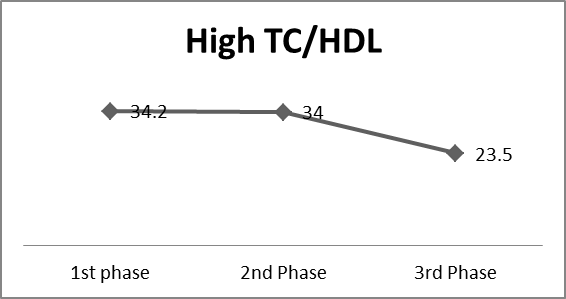 High TC/HDL
34.2
34
23.5
1st phase
2nd Phase
3rd Phase